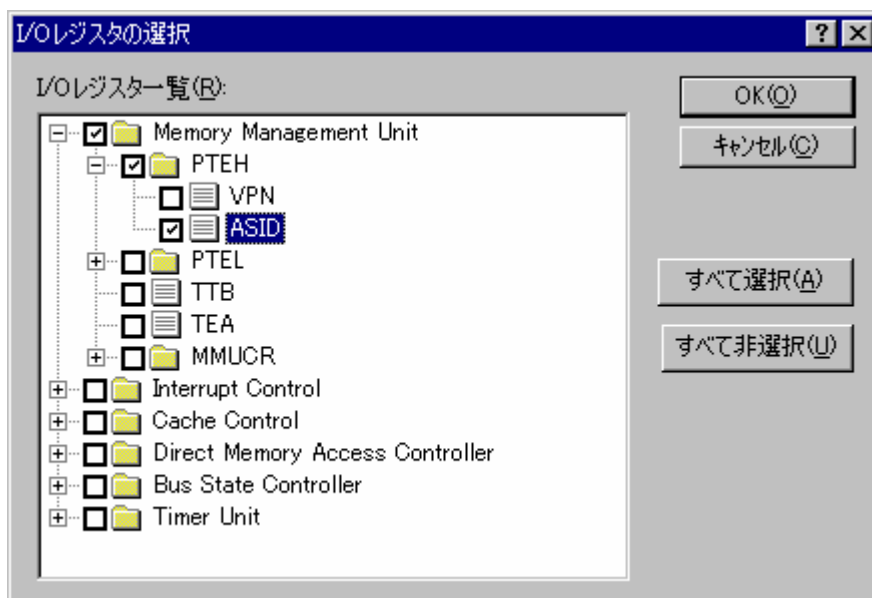 I/Oレジスタの選択
I/Oレジスター覧(R):
OK(O)
Memory Management Unit
キャンセル(C)
PTEH
VPN
ASID
PTEL
すべて選択(A)
TTB
TEA
すべて非選択(U)
MMUCR
Interrupt Control
Cache Control
Direct Memory Access Controller
Bus State Controller
Timer Unit